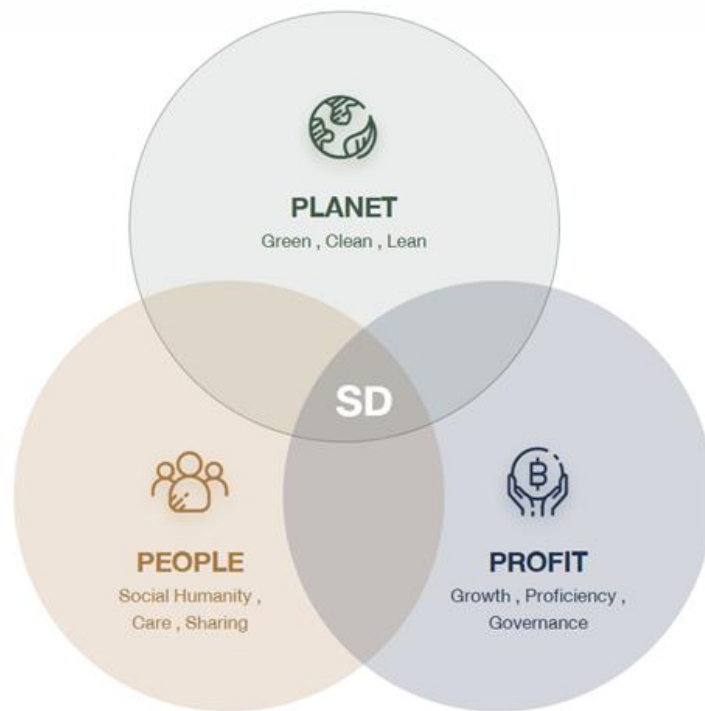 PLANET
Green , Clean , Lean
SD
PEOPLE
Social Humanity ,
Care , Sharing
PROFIT
Growth , Proficiency ,
Governance